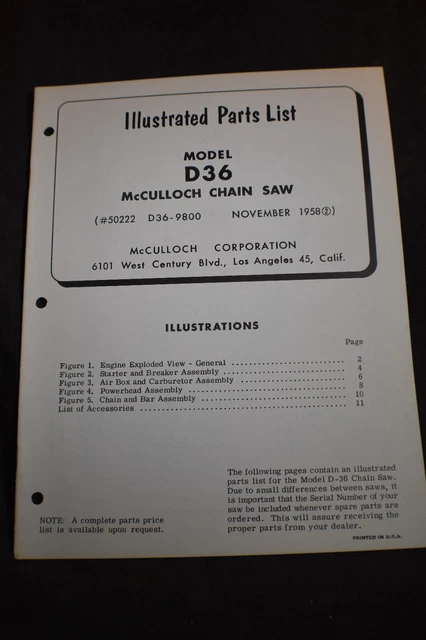 Illustrated Parts List
MODEL
D36
McCULLOCH CHAIN SAW
(#50222 D36-9800 NOVEMBER 1958②)
McCULLOCH CORPORATION
6101 West Century Blvd., Los Angeles 45, Calif.
ILLUSTRATIONS
Page
Figure 1. Engine Exploded View - General ........................ 2
Figure 2. Starter and Breaker Assembly ........................ 4
Figure 3. Air Box and Carburetor Assembly ........................ 6
Figure 4. Powerhead Assembly ........................ 8
Figure 5. Chain and Bar Assembly ........................ 10
List of Accessories ........................ 11
The following pages contain an illustrated
parts list for the Model D-36 Chain Saw.
Due to small differences between saws, it
is important that the Serial Number of your
saw be included whenever spare parts are
ordered. This will assure receiving the
proper parts from your dealer.
NOTE: A complete parts price
list is available upon request.
PRINTED IN U.S.A.